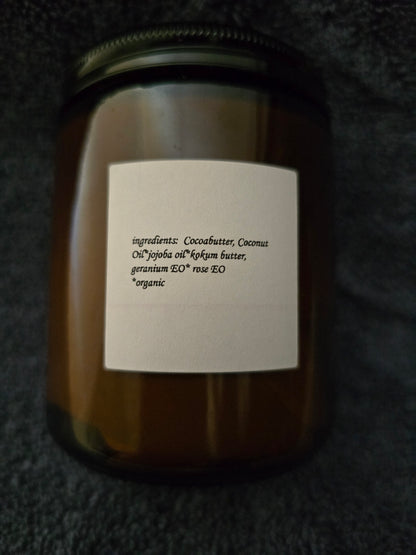 ingredients: Cocoabutter, Coconut
Oil*jojoba oil*kokum butter,
geranium EO* rose EO
*organic